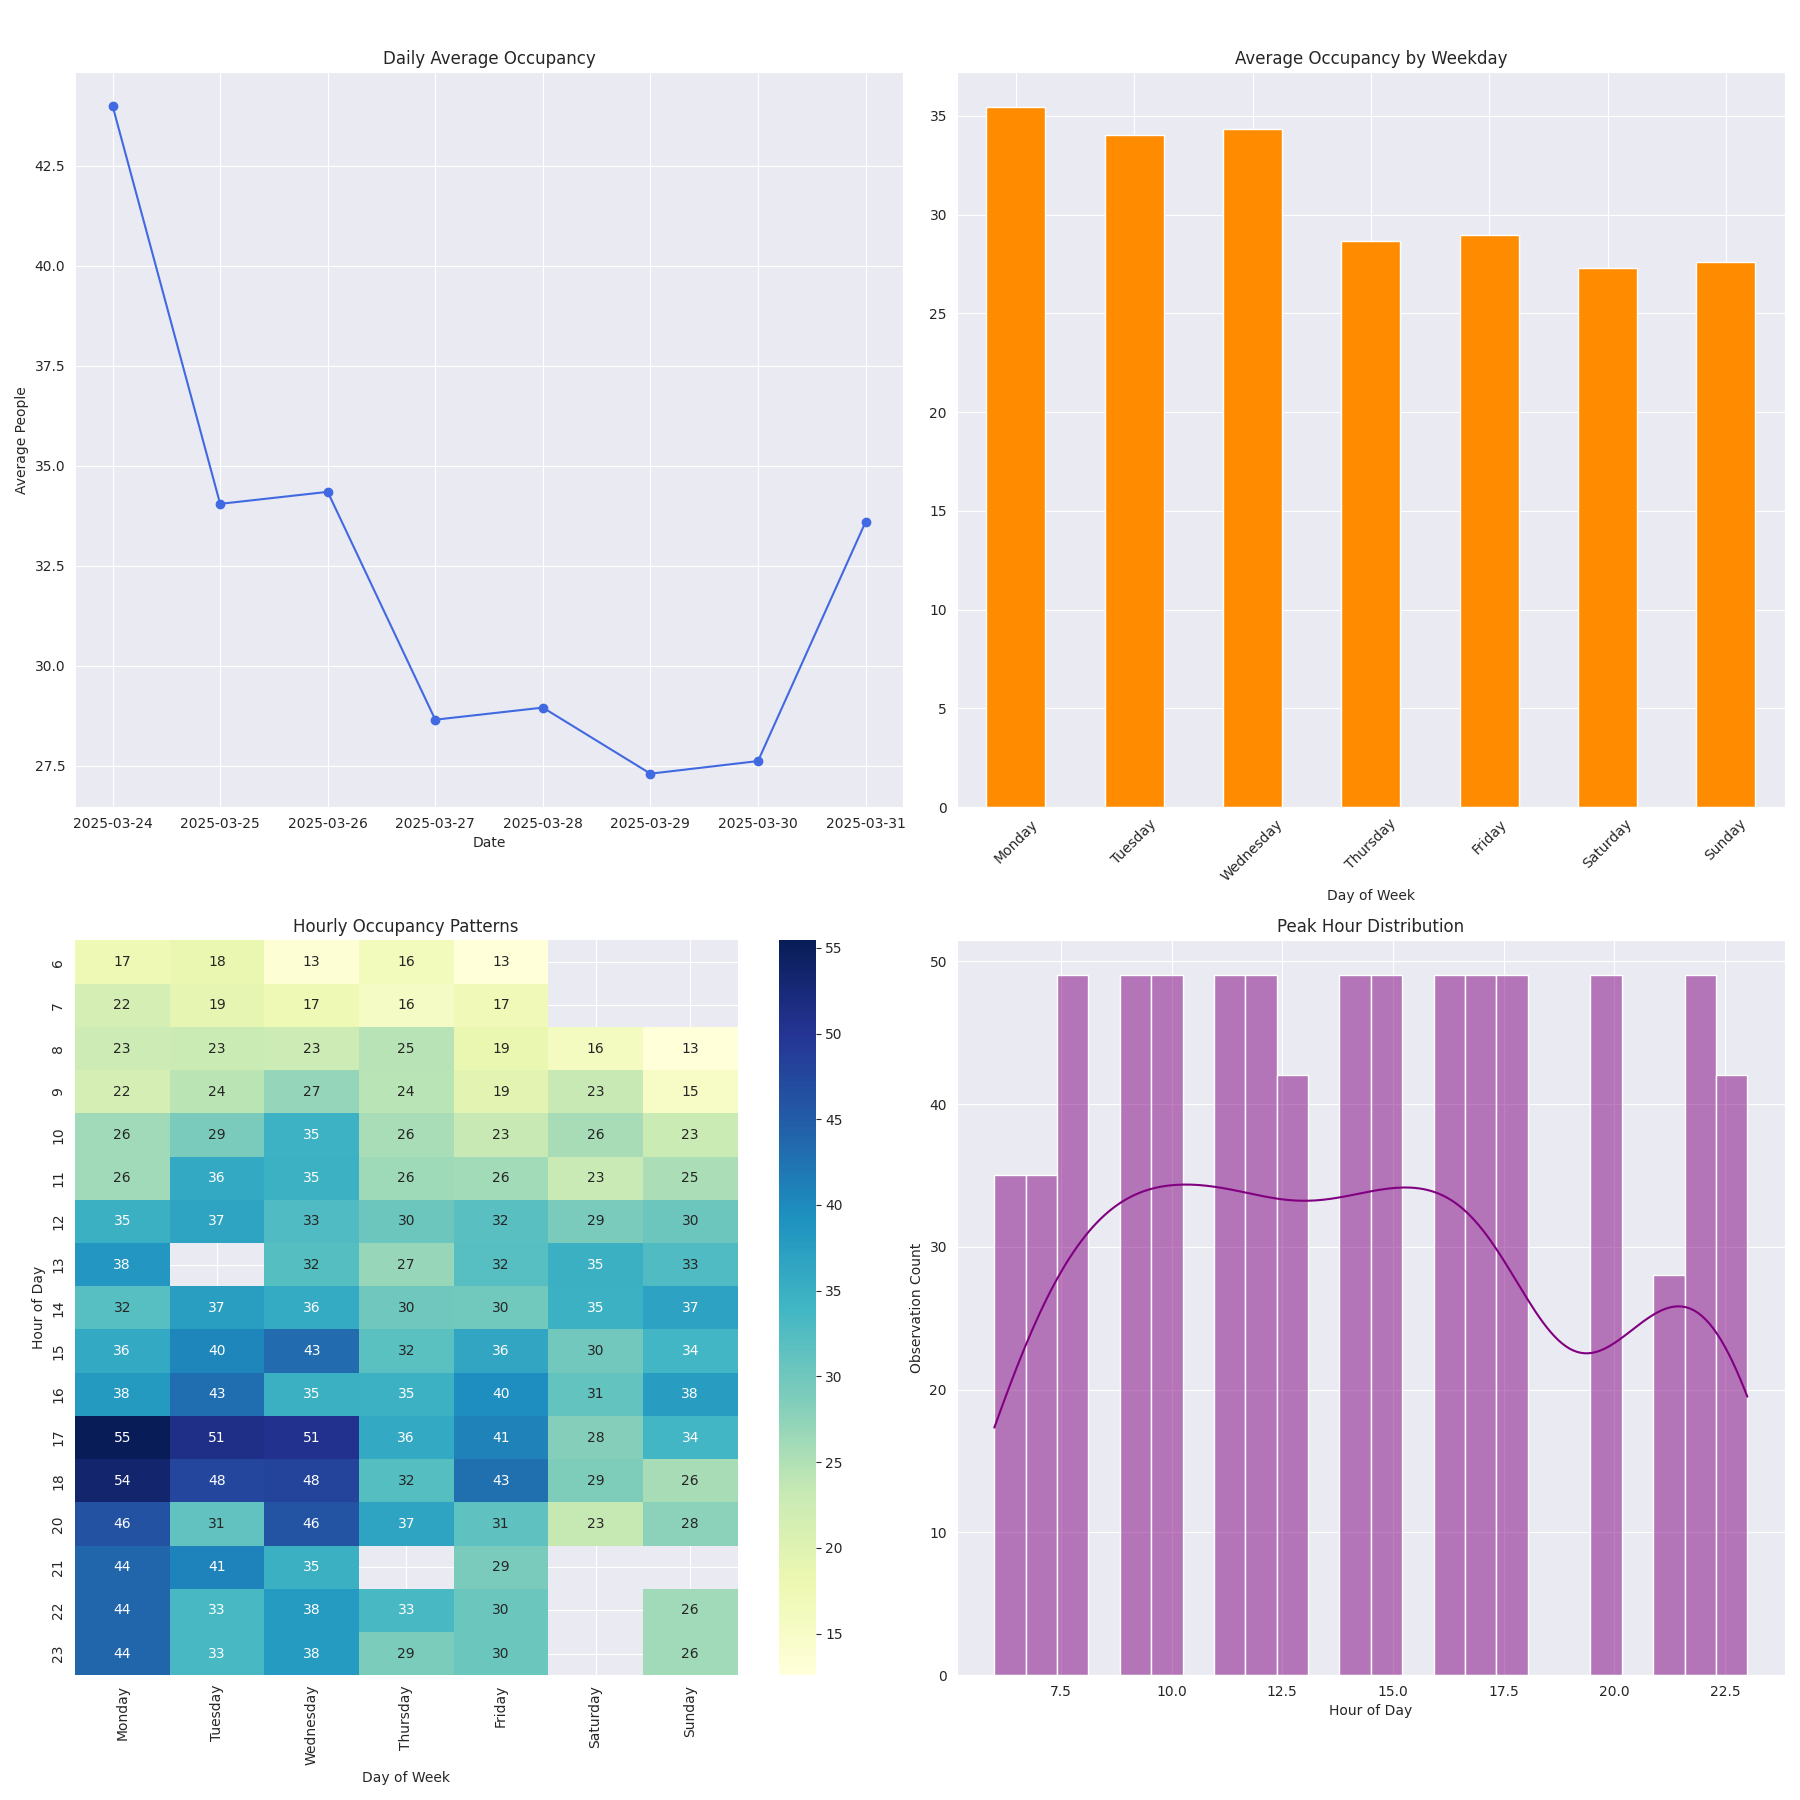 Daily Average Occupancy
Average People
42.5
40.0
37.5
35.0
32.5
30.0
27.5
2025-03-24 2025-03-25 2025-03-26 2025-03-27 2025-03-28 2025-03-29 2025-03-30 2025-03-31
Date
Average Occupancy by Weekday
35
30
25
20
15
10
5
0
Monday Tuesday Wednesday Thursday Friday Saturday Sunday
Day of Week
Hourly Occupancy Patterns
Hour of Day
6 17 18 13 16 13
7 22 19 17 16 17
8 23 23 23 25 19 16 13
9 22 24 27 24 19 23 15
10 26 29 35 26 23 26 23
11 26 36 35 26 26 23 25
12 35 37 33 30 32 29 30
13 38 32 27 32 35 33
14 32 37 36 30 30 35 37
15 36 40 43 32 36 30 34
16 38 43 35 35 40 31 38
17 55 51 51 36 41 28 34
18 54 48 48 32 43 29 26
20 46 31 46 37 31 23 28
21 44 41 35 29
22 44 33 38 33 30 26
23 44 33 38 29 30 26
Monday Tuesday Wednesday Thursday Friday Saturday Sunday
Day of Week
55
50
45
40
35
30
25
20
15
Peak Hour Distribution
Observation Count
50
40
30
20
10
0
7.5 10.0 12.5 15.0 17.5 20.0 22.5
Hour of Day